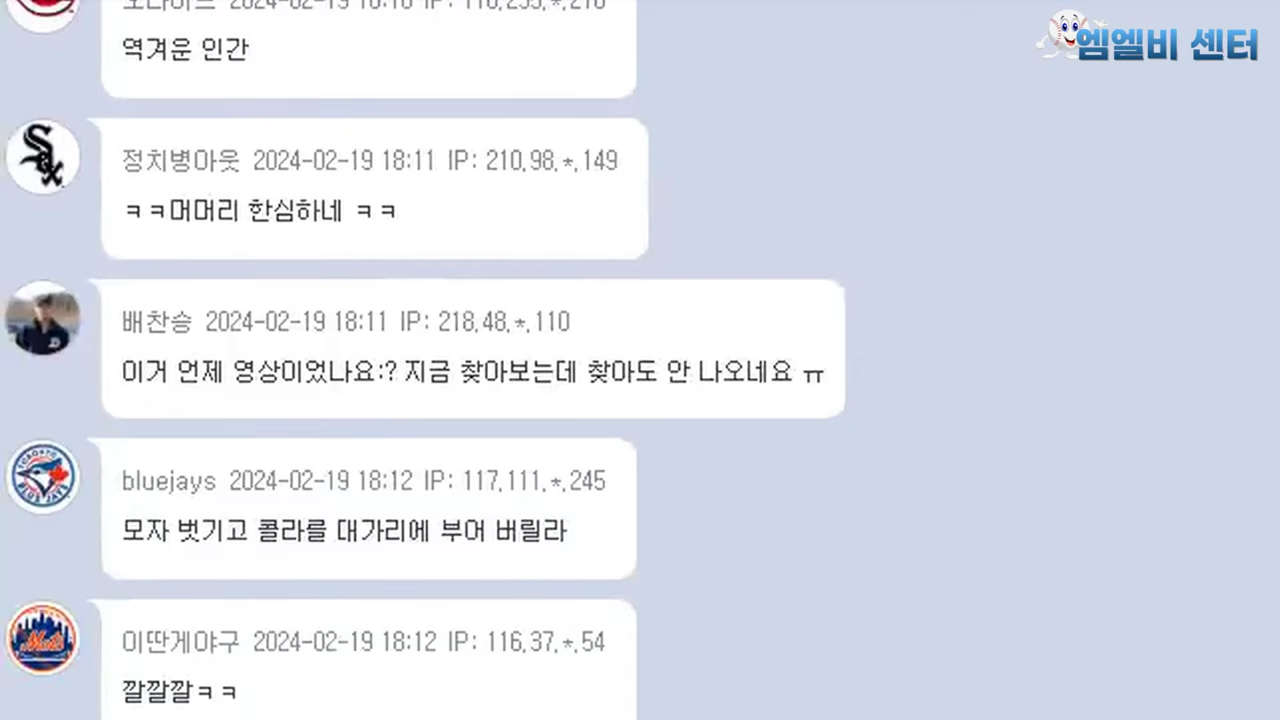 엠엘비 센터
2024-02-19 18:10 IP:
역겨운 인간
정치병아웃 2024-02-19 18:11 IP: 210.98.*.149
ㅋㅋ머머리 한심하네 ㅋㅋ
배찬승 2024-02-19 18:11 IP: 218.48.*.110
이거 언제 영상이었나요:? 지금 찾아보는데 찾아도 안 나오네요 ㅠ
bluejays 2024-02-19 18:12 IP: 117.111.*.245
모자 벗기고 콜라를 대가리에 부어 버릴라
이딴게야구 2024-02-19 18:12 IP: 116.37.*.54
깔깔깔ㅋㅋ